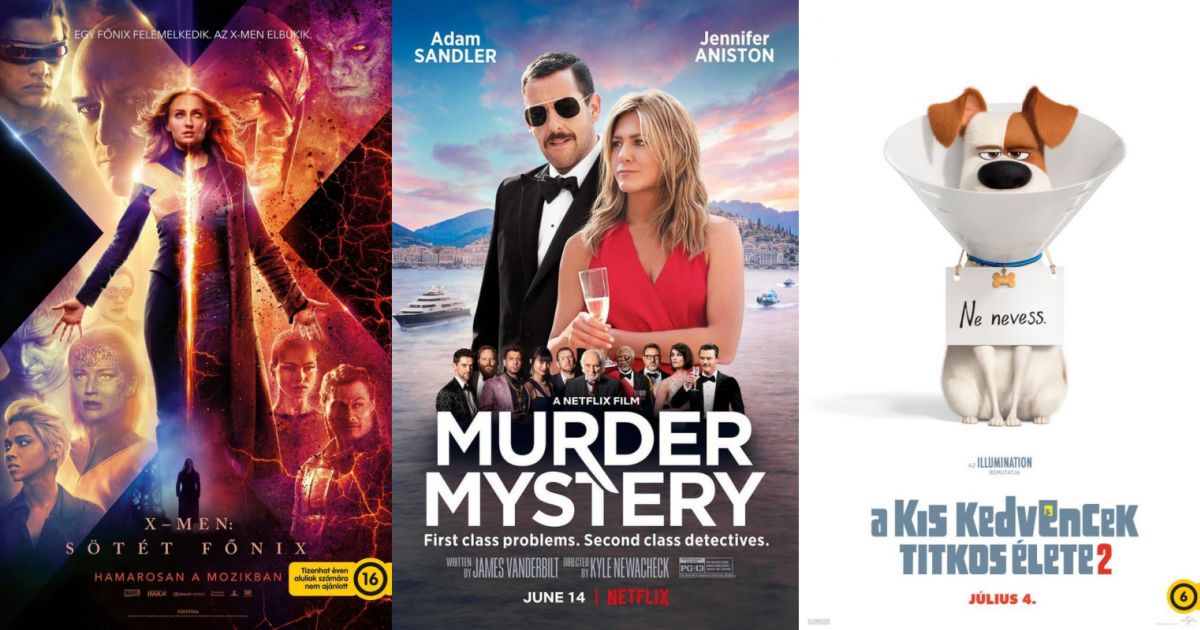 EGY FŐNIX FELEMELKEDIK. AZ X-MEN ELBUKIK.
X-MEN:
SÖTÉT FŐNIX
HAMAROSAN A MOZIKBAN
Tizenhat éven
aluliak számára
nem ajánlott
16
MARVEL IMAX
Adam
SANDLER
Jennifer
ANISTON
A NETFLIX FILM
MURDER
MYSTERY
First class problems. Second class detectives.
WRITTEN BY JAMES VANDERBILT DIRECTED BY KYLE NEWACHECK
PG-13
JUNE 14 | NETFLIX
Ne nevess.
AZ ILLUMINATION
BEMUTATJA
a Kis Kedvencek
TITKOS ÉLETE 2
JÚLIUS 4.
6